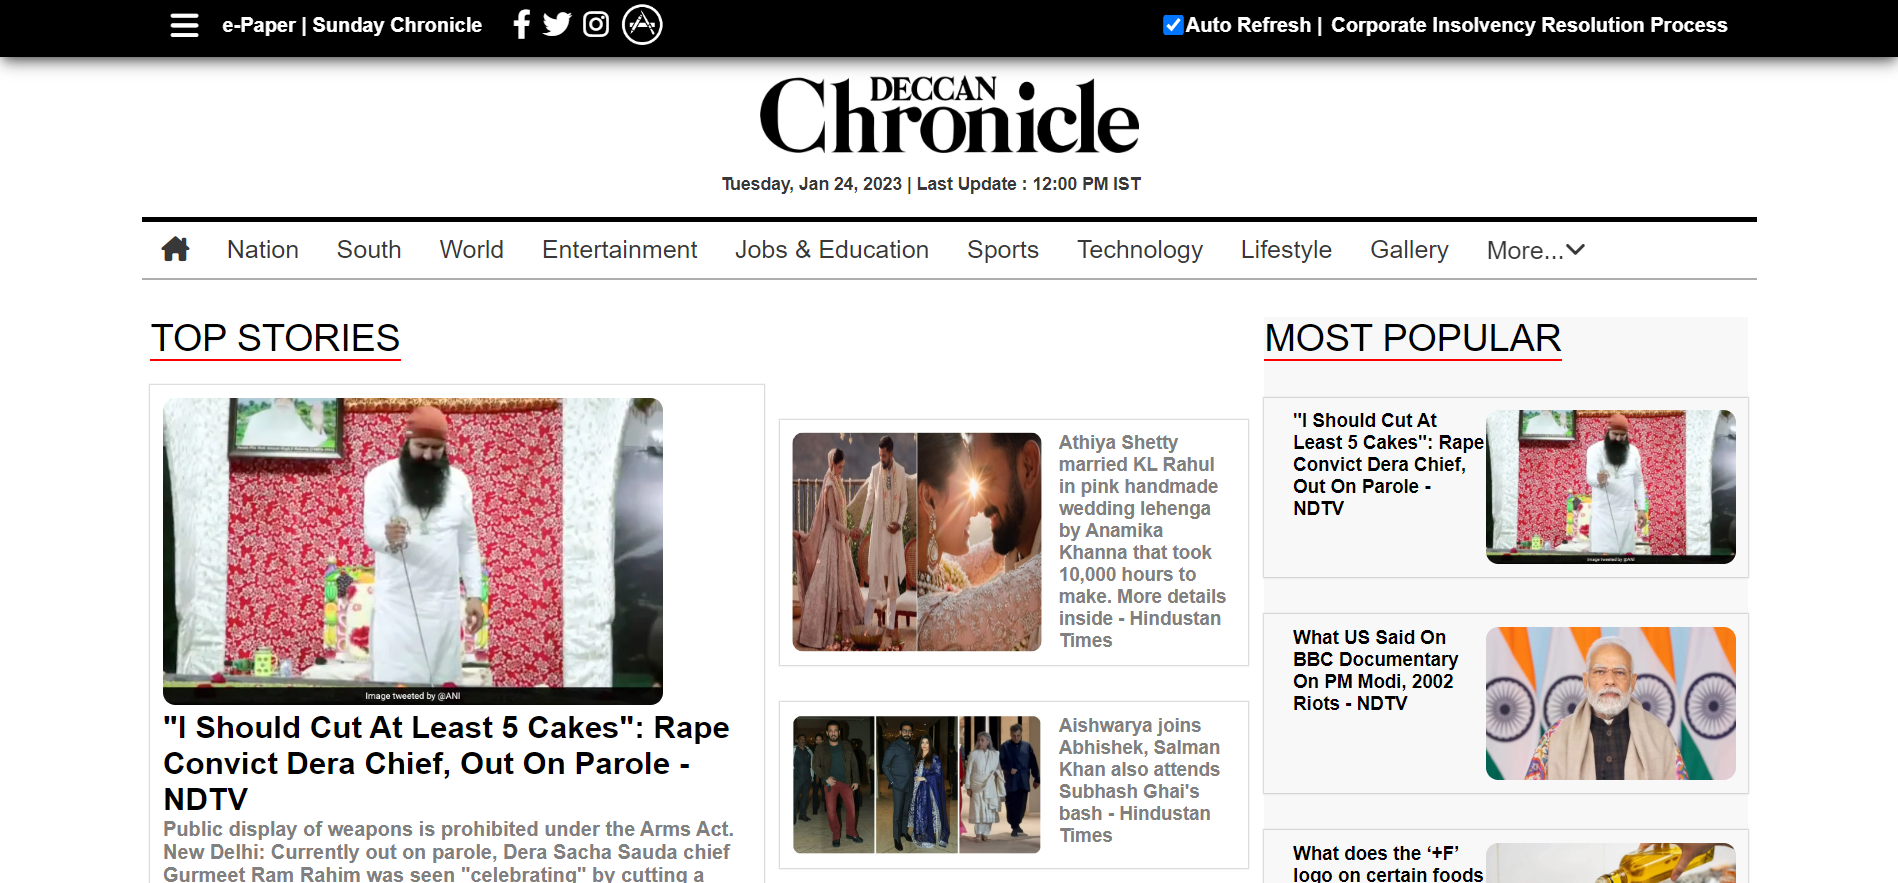 e-Paper | Sunday Chronicle
Auto Refresh | Corporate Insolvency Resolution Process
DECCAN
Chronicle
Tuesday, Jan 24, 2023 | Last Update : 12:00 PM IST
Nation South World Entertainment Jobs & Education Sports Technology Lifestyle Gallery More...
TOP STORIES
Image tweeted by @ANI
"I Should Cut At Least 5 Cakes": Rape
Convict Dera Chief, Out On Parole -
NDTV
Public display of weapons is prohibited under the Arms Act.
New Delhi: Currently out on parole, Dera Sacha Sauda chief
Gurmeet Ram Rahim was seen "celebrating" by cutting a
Athiya Shetty
married KL Rahul
in pink handmade
wedding lehenga
by Anamika
Khanna that took
10,000 hours to
make. More details
inside - Hindustan
Times
Aishwarya joins
Abhishek, Salman
Khan also attends
Subhash Ghai's
bash - Hindustan
Times
MOST POPULAR
"I Should Cut At
Least 5 Cakes": Rape
Convict Dera Chief,
Out On Parole -
NDTV
Image tweeted by @ANI
What US Said On
BBC Documentary
On PM Modi, 2002
Riots - NDTV
What does the ‘+F’
logo on certain foods